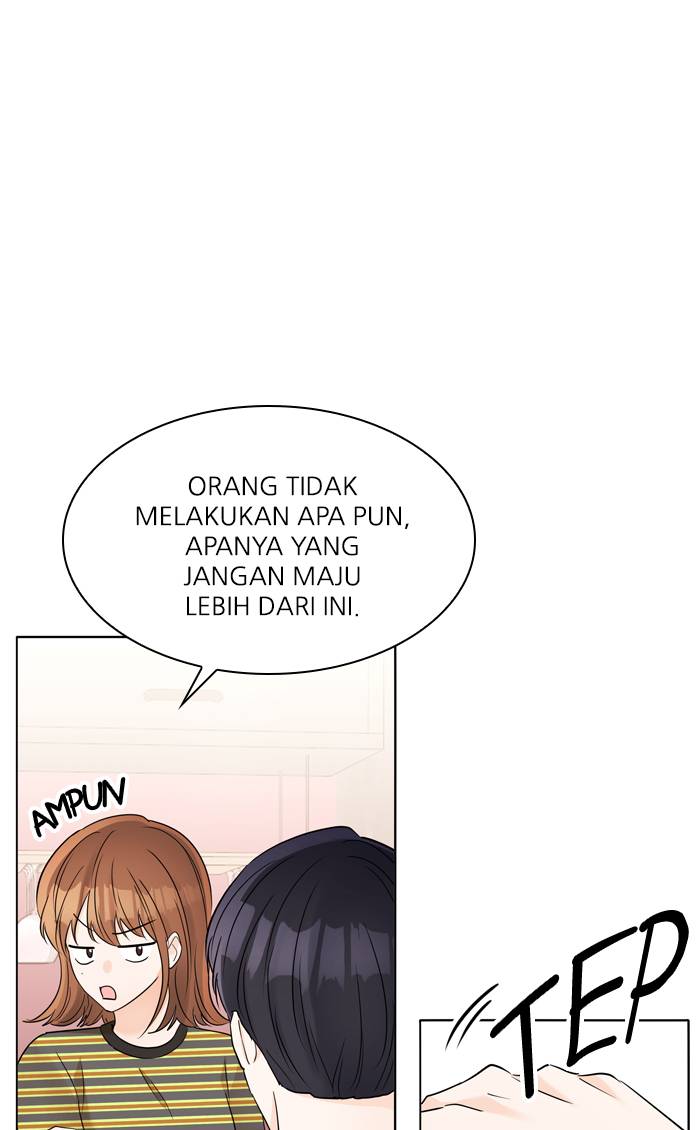 ORANG TIDAK
MELAKUKAN APA PUN,
APANYA YANG
JANGAN MAJU
LEBIH DARI INI.
AMPUN
TEP